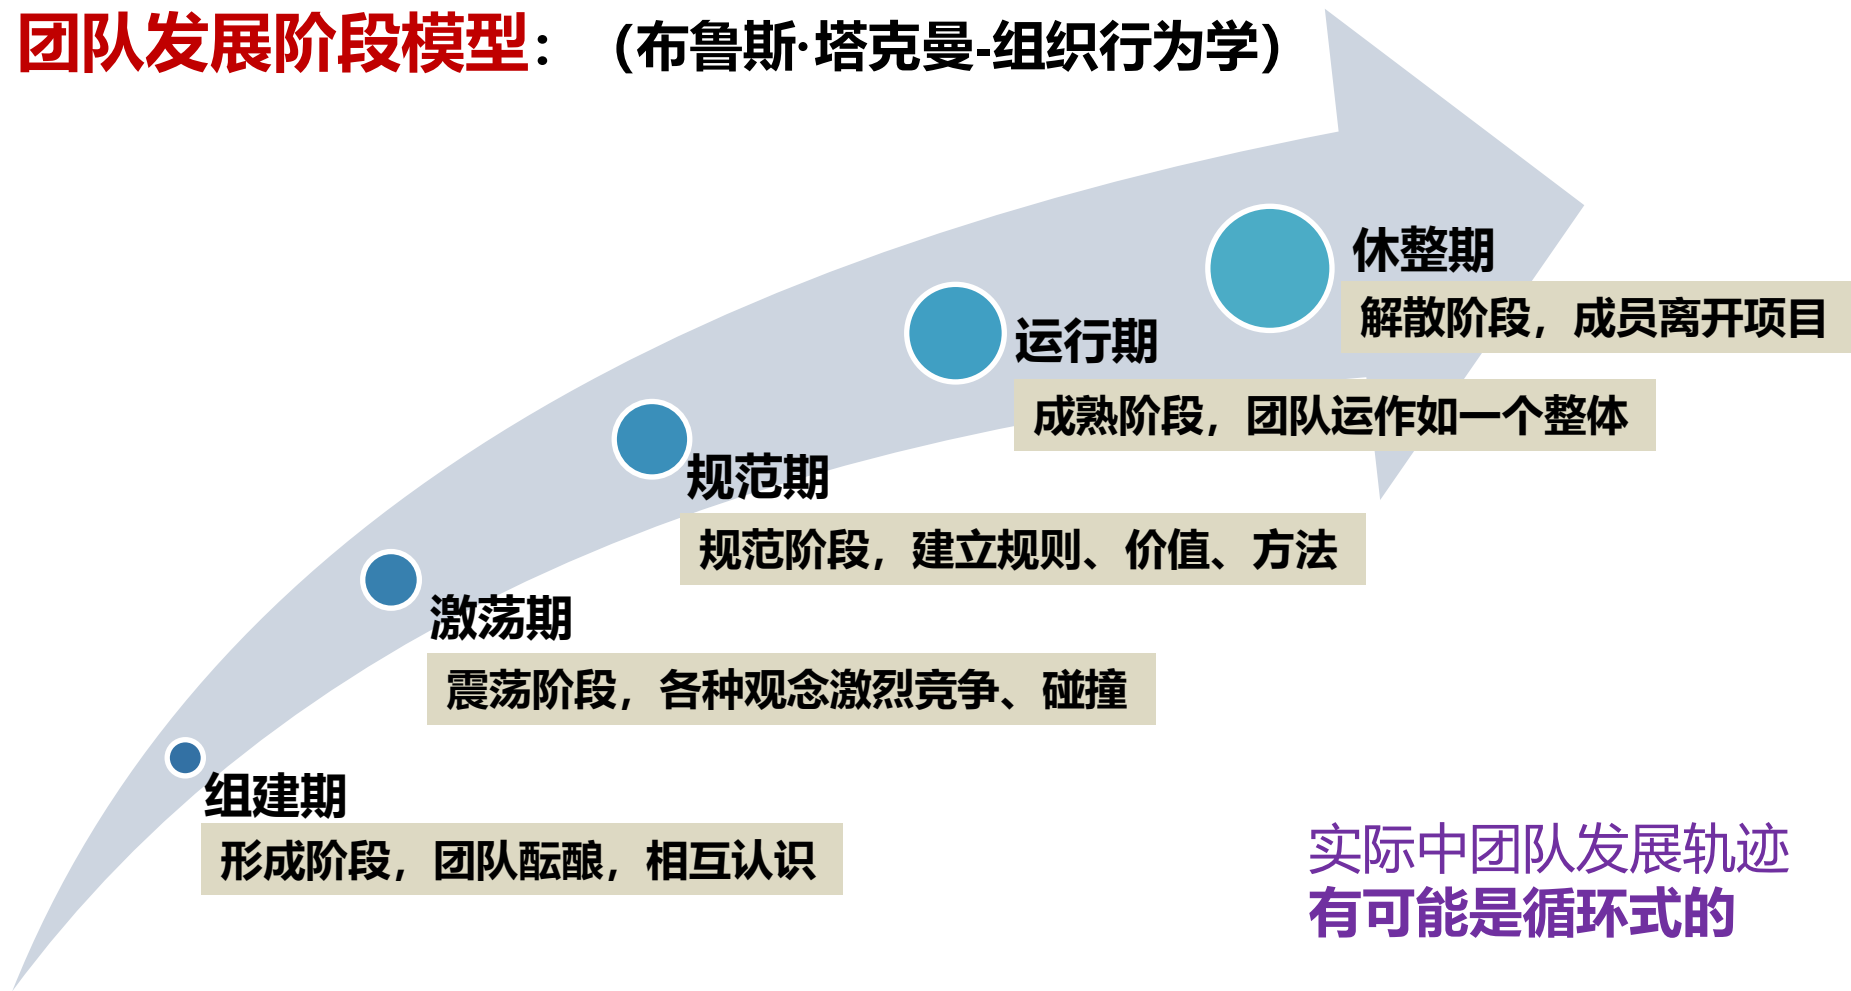 团队发展阶段模型：（布鲁斯·塔克曼-组织行为学）
休整期
解散阶段，成员离开项目
运行期
成熟阶段，团队运作如一个整体
规范期
规范阶段，建立规则、价值、方法
激荡期
震荡阶段，各种观念激烈竞争、碰撞
组建期
形成阶段，团队酝酿，相互认识
实际中团队发展轨迹
有可能是循环式的